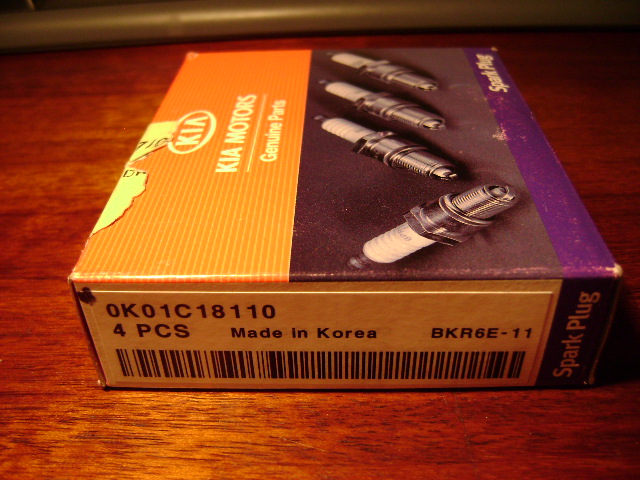 KIA
KIA MOTORS
Genuine Parts
Spark Plug
0K01C18110
4 PCS Made in Korea BKR6E-11
Spark Plug